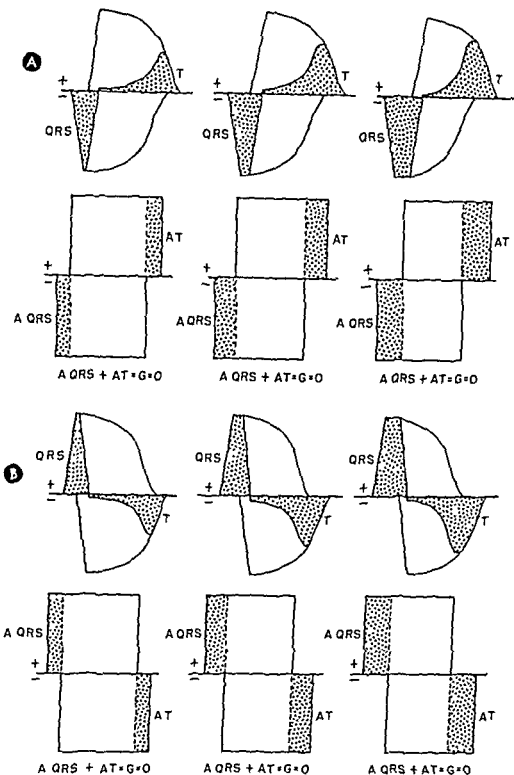 A
+ + +
− − −
T T T
QRS QRS QRS
AT AT AT
+ + +
− − −
A QRS A QRS A QRS
A QRS + AT = G = O A QRS + AT = G = O A QRS + AT = G = O
B
QRS QRS QRS
+ + +
− − −
T T T
A QRS A QRS A QRS
+ + +
− − −
AT AT AT
A QRS + AT = G = O A QRS + AT = G = O A QRS + AT = G = O